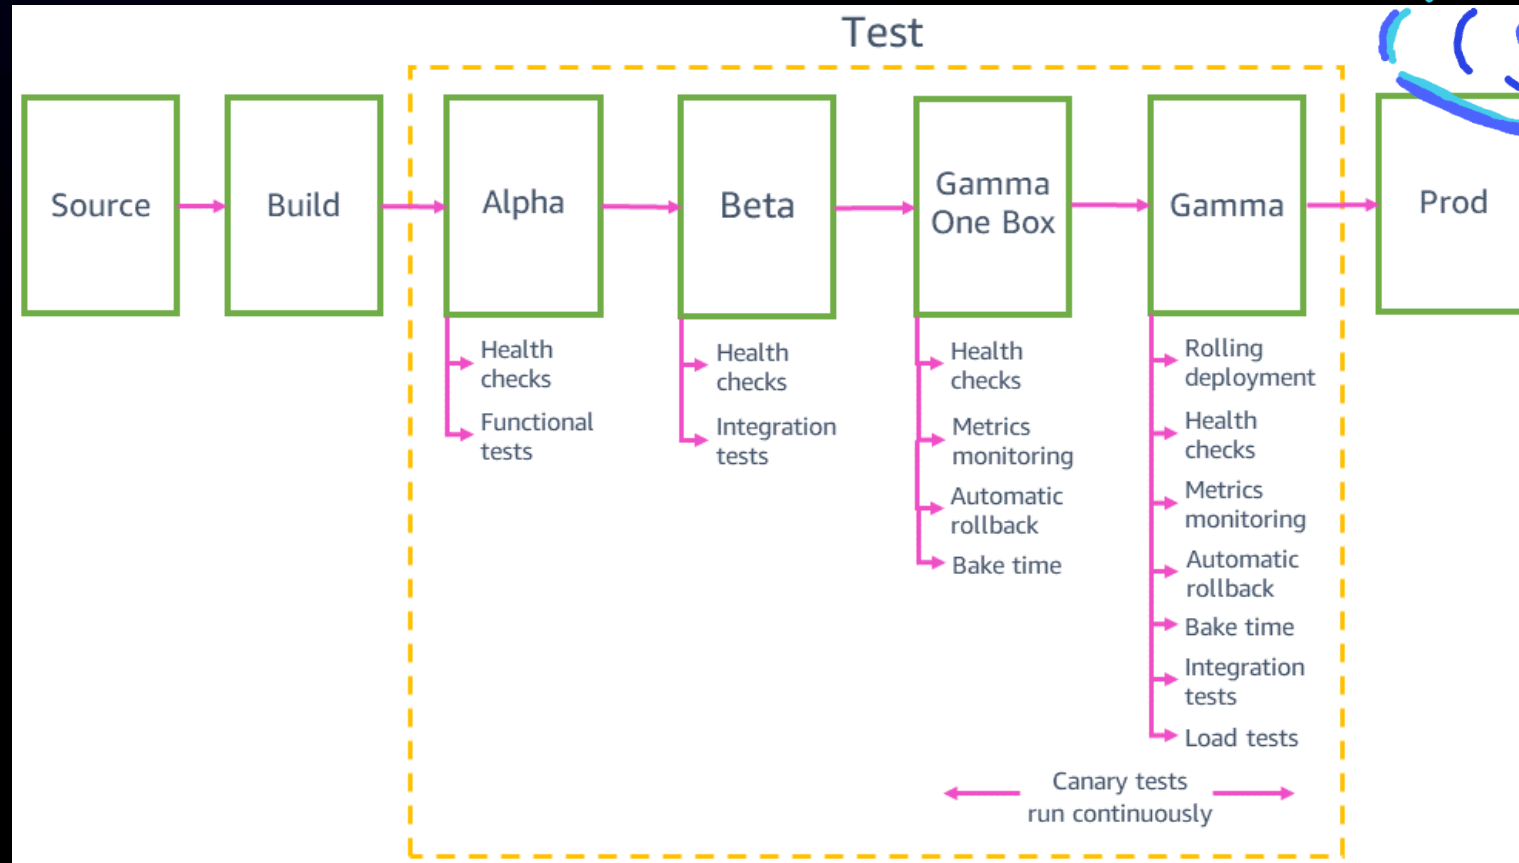 Test
Source
Build
Alpha
Beta
Gamma
One Box
Gamma
Prod
Health
checks
Functional
tests
Health
checks
Integration
tests
Health
checks
Metrics
monitoring
Automatic
rollback
Bake time
Rolling
deployment
Health
checks
Metrics
monitoring
Automatic
rollback
Bake time
Integration
tests
Load tests
Canary tests
run continuously